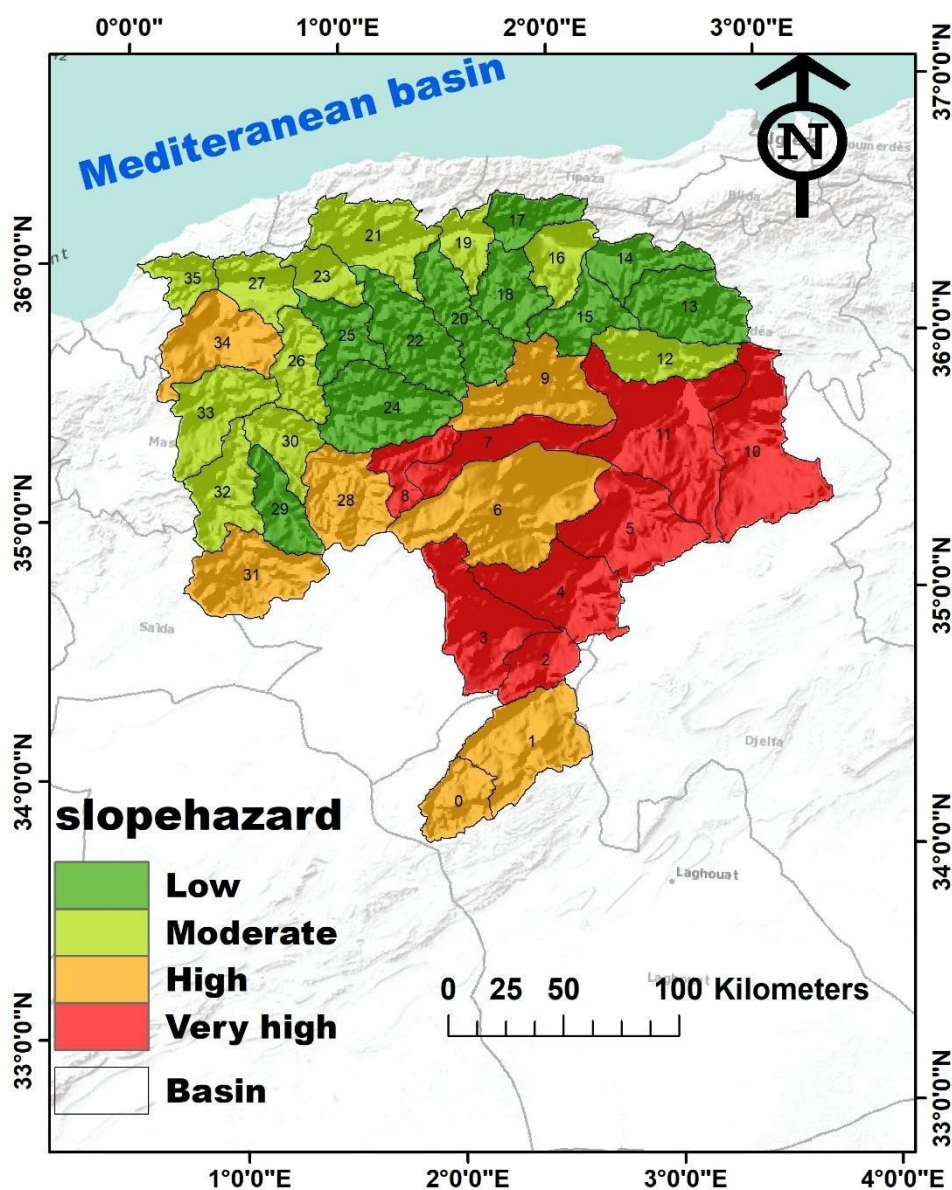 0°0'0" 1°0'0"E 2°0'0"E 3°0'0"E
37°0'0"N
Mediteranean basin
N
Tipaza
Blida
36°0'0"N
36°0'0"N
17
21
19
16
14
35
27
23
13
18
15
20
25
22
34
26
12
9
24
33
11
30
7
10
8
32
28
29
6
5
35°0'0"N
35°0'0"N
31
4
Saïda
3
2
1
Djelfa
34°0'0"N
34°0'0"N
0
slopehazard
Laghouat
Low
Moderate
High
Very high
Basin
0 25 50 100 Kilometers
Laghouat
33°0'0"N
33°0'0"N
1°0'0"E 2°0'0"E 3°0'0"E 4°0'0"E